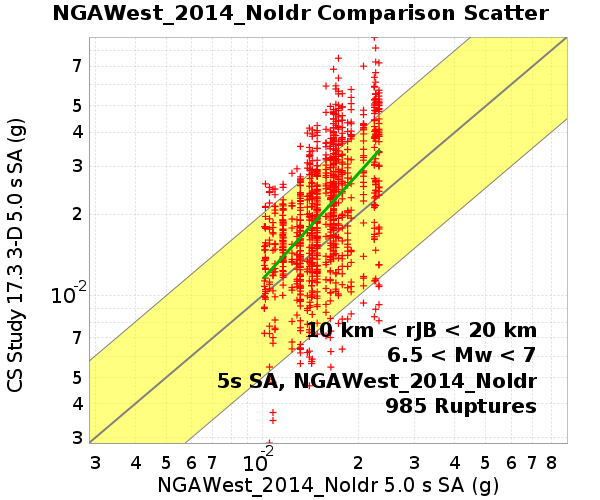 NGAWest_2014_NoIdr Comparison Scatter
CS Study 17.3 3-D 5.0 s SA (g)
7
5
4
3
2
10-2
7
5
4
3
10 km < rJB < 20 km
6.5 < Mw < 7
5s SA, NGAWest_2014_NoIdr
985 Ruptures
3 4 5 6 7 10-2 2 3 4 5 6 7 8
NGAWest_2014_NoIdr 5.0 s SA (g)